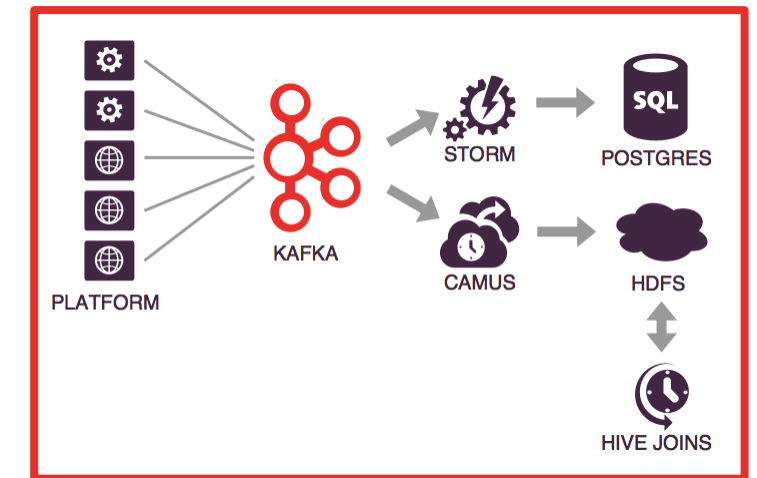 PLATFORM
KAFKA
STORM
SQL
POSTGRES
CAMUS
HDFS
HIVE JOINS